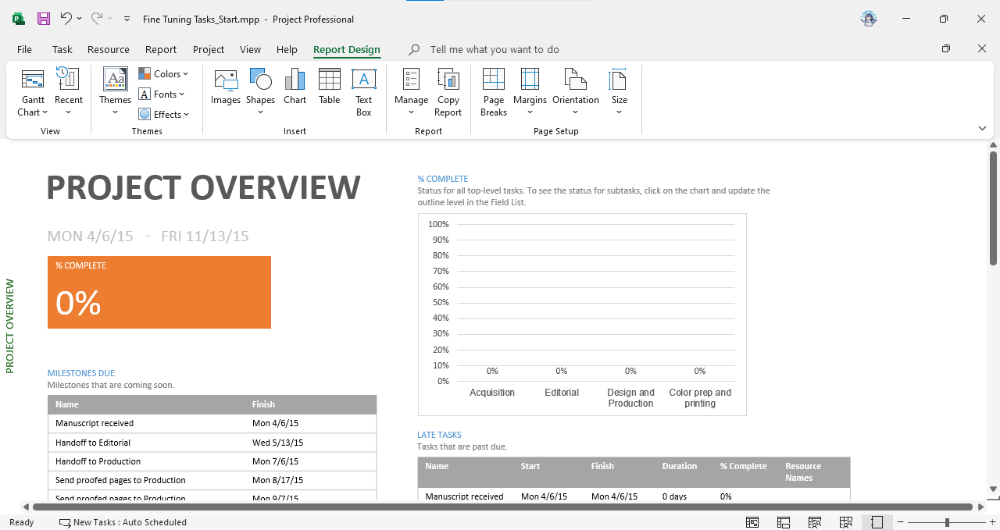 Fine Tuning Tasks_Start.mpp - Project Professional
File Task Resource Report Project View Help Report Design Tell me what you want to do
Gantt Chart
Recent
View
Themes
Colors
Fonts
Effects
Themes
Images
Shapes
Chart
Table
Text Box
Insert
Manage
Copy Report
Report
Page Breaks
Margins
Orientation
Size
Page Setup
PROJECT OVERVIEW
PROJECT OVERVIEW
MON 4/6/15 - FRI 11/13/15
% COMPLETE
0%
MILESTONES DUE
Milestones that are coming soon.
Name Finish
Manuscript received Mon 4/6/15
Handoff to Editorial Wed 5/13/15
Handoff to Production Mon 7/6/15
Send proofed pages to Production Mon 8/17/15
Send proofed pages to Production Mon 9/7/15
% COMPLETE
Status for all top-level tasks. To see the status for subtasks, click on the chart and update the
outline level in the Field List.
100%
90%
80%
70%
60%
50%
40%
30%
20%
10%
0%
0% 0% 0% 0%
Acquisition
Editorial
Design and Production
Color prep and printing
LATE TASKS
Tasks that are past due.
Name Start Finish Duration % Complete Resource Names
Manuscript received Mon 4/6/15 Mon 4/6/15 0 days 0%
Ready New Tasks : Auto Scheduled